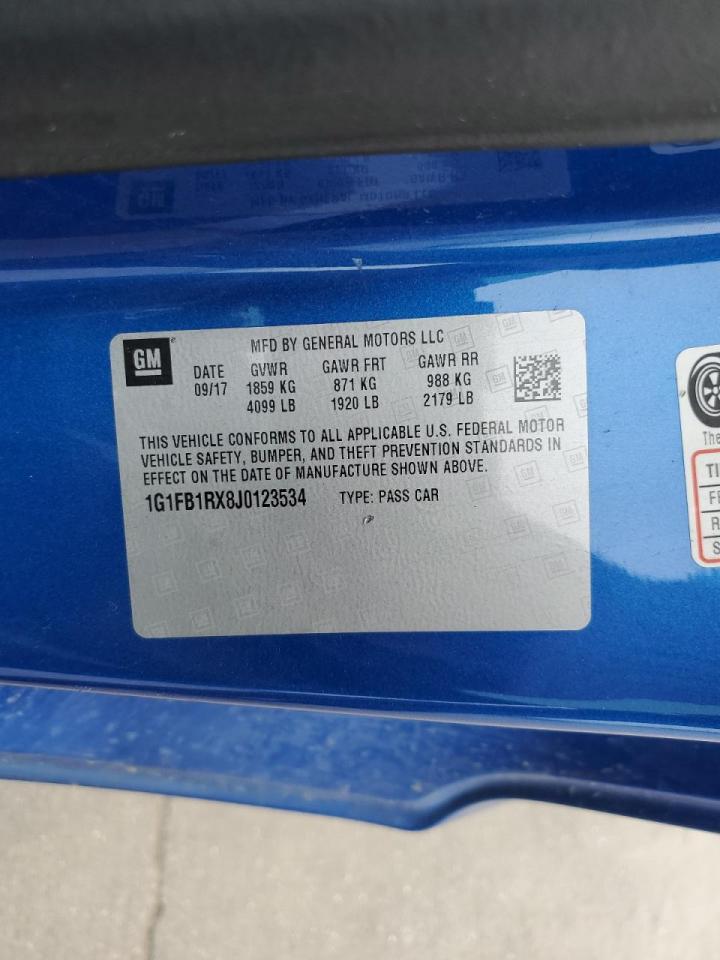 GM
MFD BY GENERAL MOTORS LLC
DATE GVWR GAWR FRT GAWR RR
09/17 1859 KG 871 KG 988 KG
4099 LB 1920 LB 2179 LB
THIS VEHICLE CONFORMS TO ALL APPLICABLE U.S. FEDERAL MOTOR
VEHICLE SAFETY, BUMPER, AND THEFT PREVENTION STANDARDS IN
EFFECT ON THE DATE OF MANUFACTURE SHOWN ABOVE.
1G1FB1RX8J0123534 TYPE: PASS CAR
The
TI
F
R
S